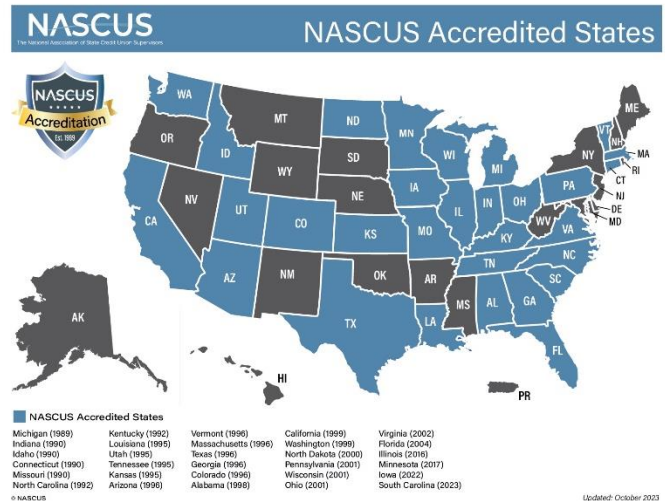 NASCUS
The National Association of State Credit Union Supervisors
NASCUS Accredited States
NASCUS
Accreditation
Est. 1989
WA
OR
ID
MT
WY
NV
CA
UT
AZ
CO
NM
ND
SD
NE
KS
OK
TX
MN
IA
MO
AR
LA
WI
IL
MI
IN
OH
KY
TN
MS
AL
GA
FL
SC
NC
VA
WV
PA
NY
VT
NH
ME
MA
RI
CT
NJ
DE
MD
AK
HI
PR
NASCUS Accredited States
Michigan (1989)
Indiana (1990)
Idaho (1990)
Connecticut (1990)
Missouri (1990)
North Carolina (1992)
Kentucky (1992)
Louisiana (1995)
Utah (1995)
Tennessee (1995)
Kansas (1995)
Arizona (1996)
Vermont (1996)
Massachusetts (1996)
Texas (1996)
Georgia (1996)
Colorado (1996)
Alabama (1998)
California (1999)
Washington (1999)
North Dakota (2000)
Pennsylvania (2001)
Wisconsin (2001)
Ohio (2001)
Virginia (2002)
Florida (2004)
Illinois (2016)
Minnesota (2017)
Iowa (2022)
South Carolina (2023)
© NASCUS
Updated: October 2023